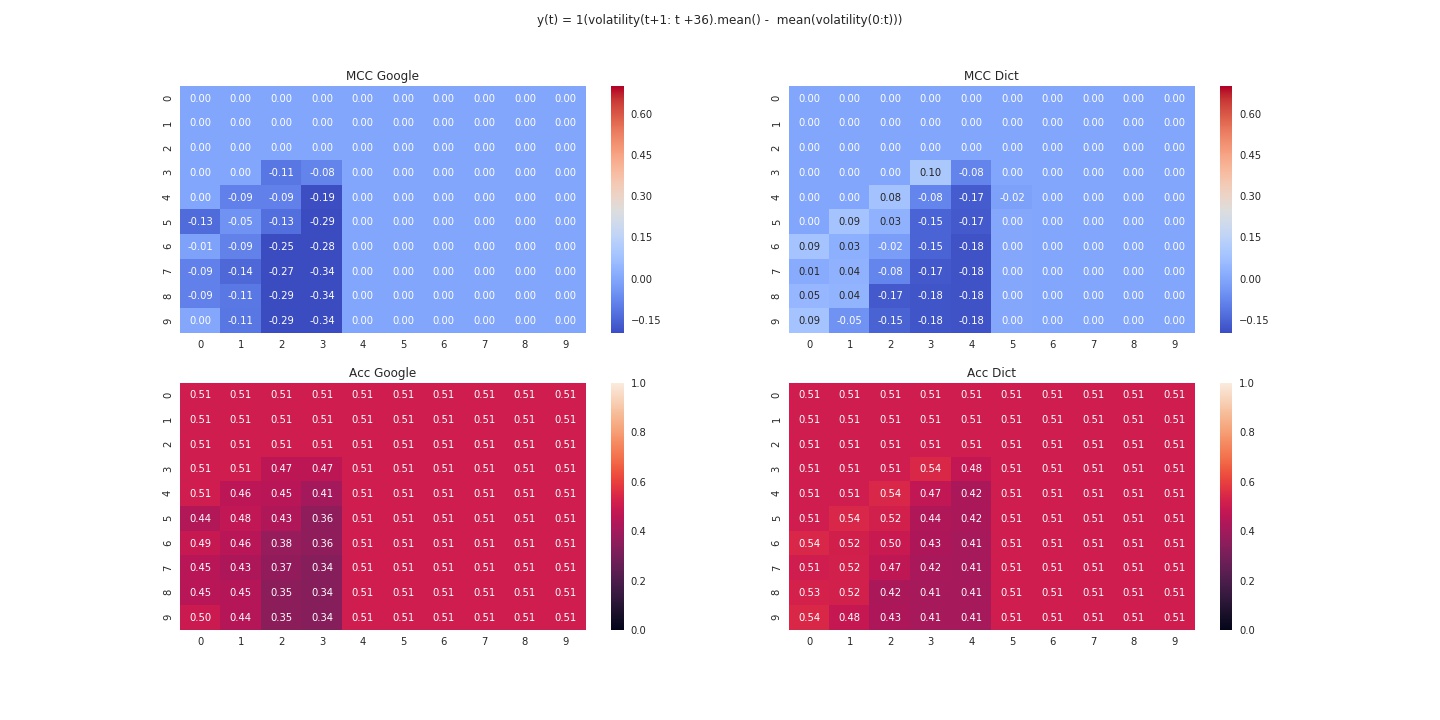 y(t) = 1(volatility(t+1: t +36).mean() -  mean(volatility(0:t)))
MCC Google
0 0.00 0.00 0.00 0.00 0.00 0.00 0.00 0.00 0.00 0.00
1 0.00 0.00 0.00 0.00 0.00 0.00 0.00 0.00 0.00 0.00
2 0.00 0.00 0.00 0.00 0.00 0.00 0.00 0.00 0.00 0.00
3 0.00 0.00 -0.11 -0.08 0.00 0.00 0.00 0.00 0.00 0.00
4 0.00 -0.09 -0.09 -0.19 0.00 0.00 0.00 0.00 0.00 0.00
5 -0.13 -0.05 -0.13 -0.29 0.00 0.00 0.00 0.00 0.00 0.00
6 -0.01 -0.09 -0.25 -0.28 0.00 0.00 0.00 0.00 0.00 0.00
7 -0.09 -0.14 -0.27 -0.34 0.00 0.00 0.00 0.00 0.00 0.00
8 -0.09 -0.11 -0.29 -0.34 0.00 0.00 0.00 0.00 0.00 0.00
9 0.00 -0.11 -0.29 -0.34 0.00 0.00 0.00 0.00 0.00 0.00
0 1 2 3 4 5 6 7 8 9
0.60
0.45
0.30
0.15
0.00
−0.15
MCC Dict
0 0.00 0.00 0.00 0.00 0.00 0.00 0.00 0.00 0.00 0.00
1 0.00 0.00 0.00 0.00 0.00 0.00 0.00 0.00 0.00 0.00
2 0.00 0.00 0.00 0.00 0.00 0.00 0.00 0.00 0.00 0.00
3 0.00 0.00 0.00 0.10 -0.08 0.00 0.00 0.00 0.00 0.00
4 0.00 0.00 0.08 -0.08 -0.17 -0.02 0.00 0.00 0.00 0.00
5 0.00 0.09 0.03 -0.15 -0.17 0.00 0.00 0.00 0.00 0.00
6 0.09 0.03 -0.02 -0.15 -0.18 0.00 0.00 0.00 0.00 0.00
7 0.01 0.04 -0.08 -0.17 -0.18 0.00 0.00 0.00 0.00 0.00
8 0.05 0.04 -0.17 -0.18 -0.18 0.00 0.00 0.00 0.00 0.00
9 0.09 -0.05 -0.15 -0.18 -0.18 0.00 0.00 0.00 0.00 0.00
0 1 2 3 4 5 6 7 8 9
0.60
0.45
0.30
0.15
0.00
−0.15
Acc Google
0 0.51 0.51 0.51 0.51 0.51 0.51 0.51 0.51 0.51 0.51
1 0.51 0.51 0.51 0.51 0.51 0.51 0.51 0.51 0.51 0.51
2 0.51 0.51 0.51 0.51 0.51 0.51 0.51 0.51 0.51 0.51
3 0.51 0.51 0.47 0.47 0.51 0.51 0.51 0.51 0.51 0.51
4 0.51 0.46 0.45 0.41 0.51 0.51 0.51 0.51 0.51 0.51
5 0.44 0.48 0.43 0.36 0.51 0.51 0.51 0.51 0.51 0.51
6 0.49 0.46 0.38 0.36 0.51 0.51 0.51 0.51 0.51 0.51
7 0.45 0.43 0.37 0.34 0.51 0.51 0.51 0.51 0.51 0.51
8 0.45 0.45 0.35 0.34 0.51 0.51 0.51 0.51 0.51 0.51
9 0.50 0.44 0.35 0.34 0.51 0.51 0.51 0.51 0.51 0.51
0 1 2 3 4 5 6 7 8 9
1.0
0.8
0.6
0.4
0.2
0.0
Acc Dict
0 0.51 0.51 0.51 0.51 0.51 0.51 0.51 0.51 0.51 0.51
1 0.51 0.51 0.51 0.51 0.51 0.51 0.51 0.51 0.51 0.51
2 0.51 0.51 0.51 0.51 0.51 0.51 0.51 0.51 0.51 0.51
3 0.51 0.51 0.51 0.54 0.48 0.51 0.51 0.51 0.51 0.51
4 0.51 0.51 0.54 0.47 0.42 0.51 0.51 0.51 0.51 0.51
5 0.51 0.54 0.52 0.44 0.42 0.51 0.51 0.51 0.51 0.51
6 0.54 0.52 0.50 0.43 0.41 0.51 0.51 0.51 0.51 0.51
7 0.51 0.52 0.47 0.42 0.41 0.51 0.51 0.51 0.51 0.51
8 0.53 0.52 0.42 0.41 0.41 0.51 0.51 0.51 0.51 0.51
9 0.54 0.48 0.43 0.41 0.41 0.51 0.51 0.51 0.51 0.51
0 1 2 3 4 5 6 7 8 9
1.0
0.8
0.6
0.4
0.2
0.0